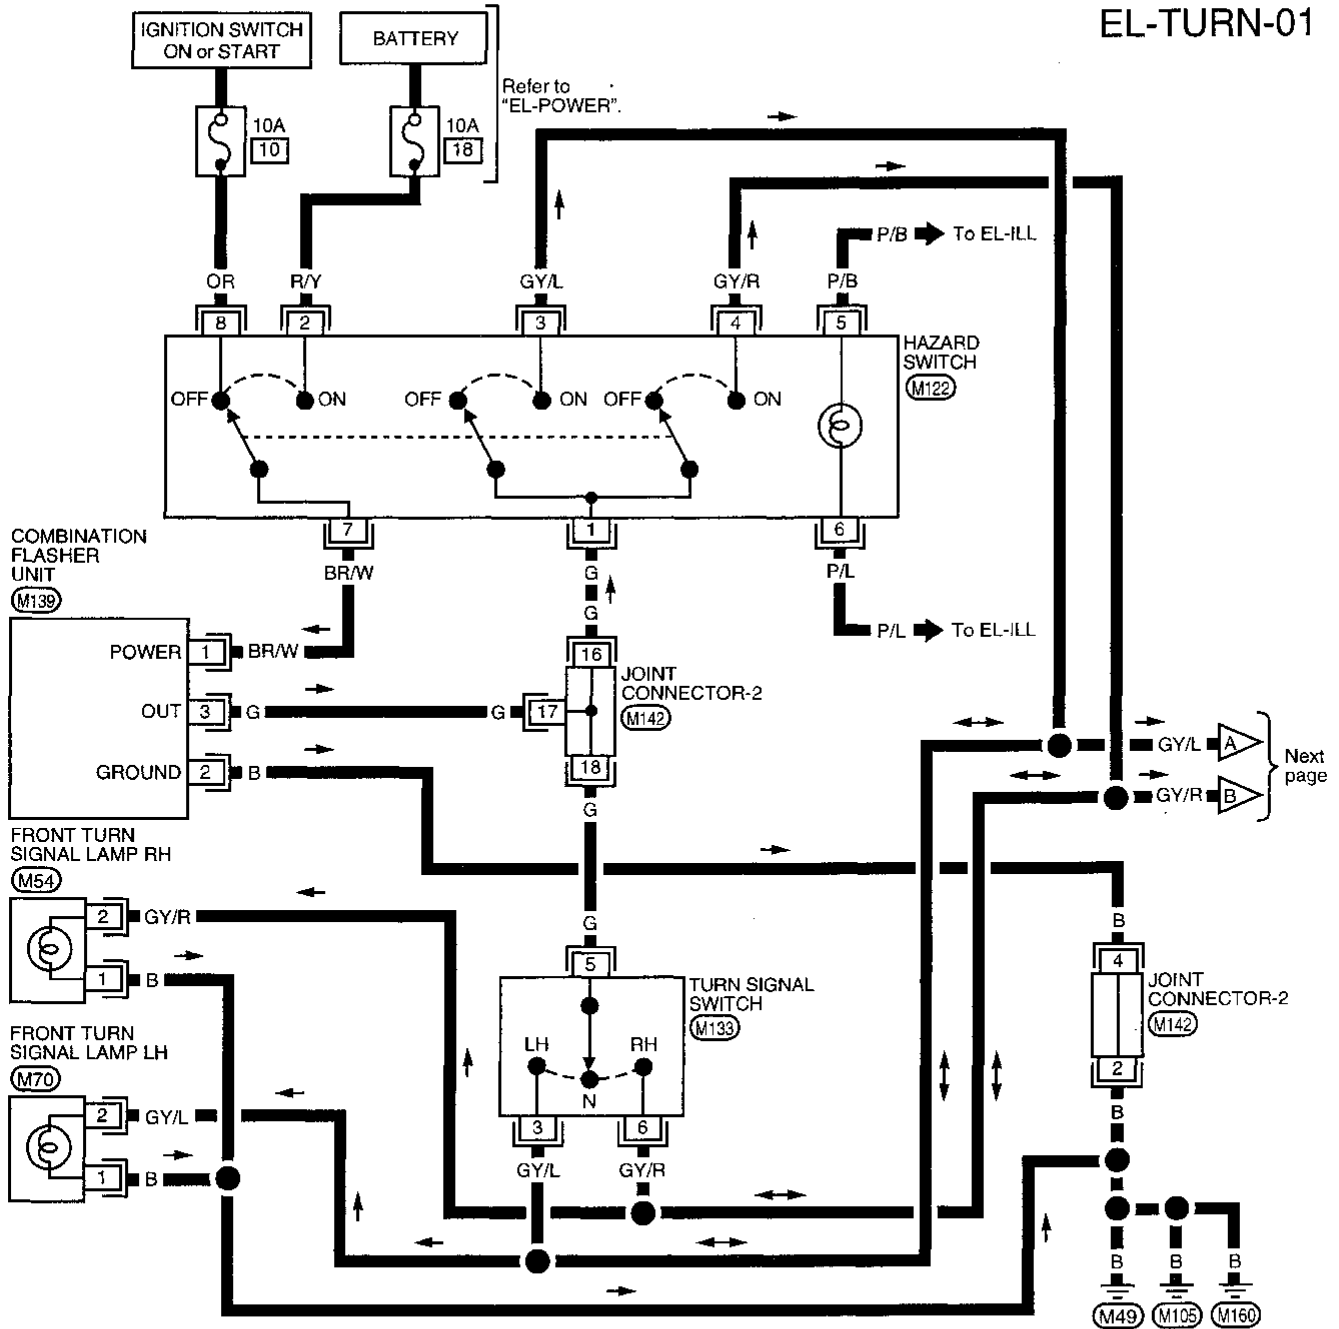 EL-TURN-01
IGNITION SWITCH
ON or START
BATTERY
Refer to
"EL-POWER".
10A
10
10A
18
P/B
To EL-ILL
OR
R/Y
GY/L
GY/R
P/B
8
2
3
4
5
HAZARD
SWITCH
M122
OFF
ON
OFF
ON
OFF
ON
7
1
6
COMBINATION
FLASHER
UNIT
M139
BR/W
G
P/L
G
P/L
To EL-ILL
POWER
1
BR/W
16
JOINT
CONNECTOR-2
M142
OUT
3
G
G
17
GROUND
2
B
18
GY/L
A
Next
page
GY/R
B
G
FRONT TURN
SIGNAL LAMP RH
M54
2
GY/R
G
B
1
B
5
4
TURN SIGNAL
SWITCH
M133
JOINT
CONNECTOR-2
M142
FRONT TURN
SIGNAL LAMP LH
M70
LH
RH
N
2
2
GY/L
3
6
B
1
B
GY/L
GY/R
B
B
B
M49
M105
M160